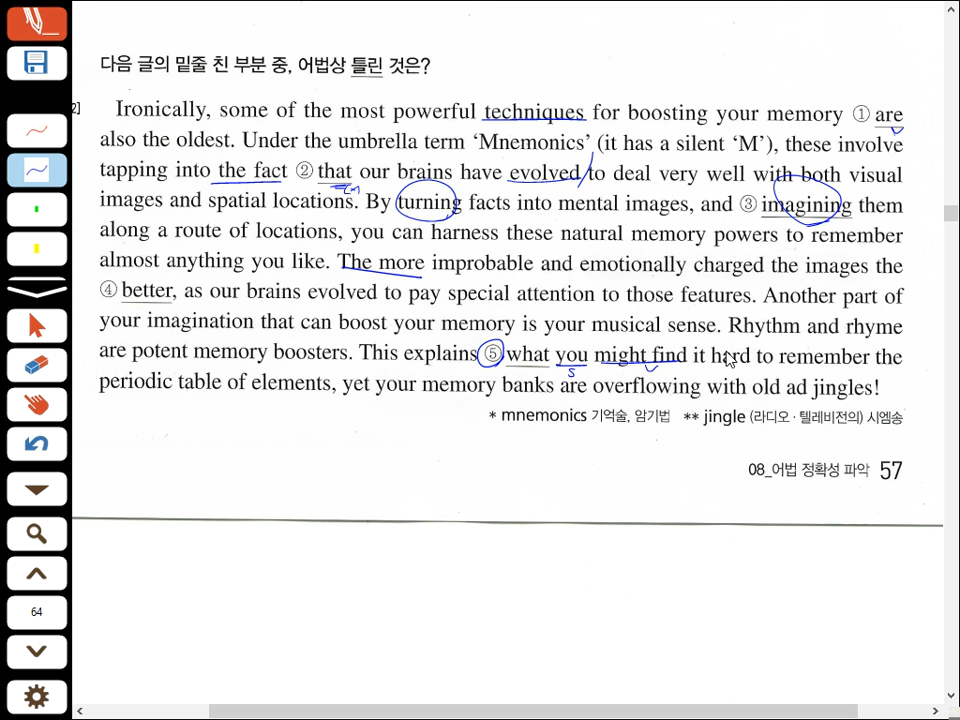 다음 글의 밑줄 친 부분 중, 어법상 틀린 것은?
2]
Ironically, some of the most powerful techniques for boosting your memory ① are
also the oldest. Under the umbrella term ‘Mnemonics’ (it has a silent ‘M’), these involve
tapping into the fact ② that our brains have evolved to deal very well with both visual
images and spatial locations. By turning facts into mental images, and ③ imagining them
along a route of locations, you can harness these natural memory powers to remember
almost anything you like. The more improbable and emotionally charged the images the
④ better, as our brains evolved to pay special attention to those features. Another part of
your imagination that can boost your memory is your musical sense. Rhythm and rhyme
are potent memory boosters. This explains ⑤ what you might find it hard to remember the
S V
periodic table of elements, yet your memory banks are overflowing with old ad jingles!
* mnemonics 기억술, 암기법 ** jingle (라디오·텔레비전의) 시엠송
08_어법 정확성 파악 57
64